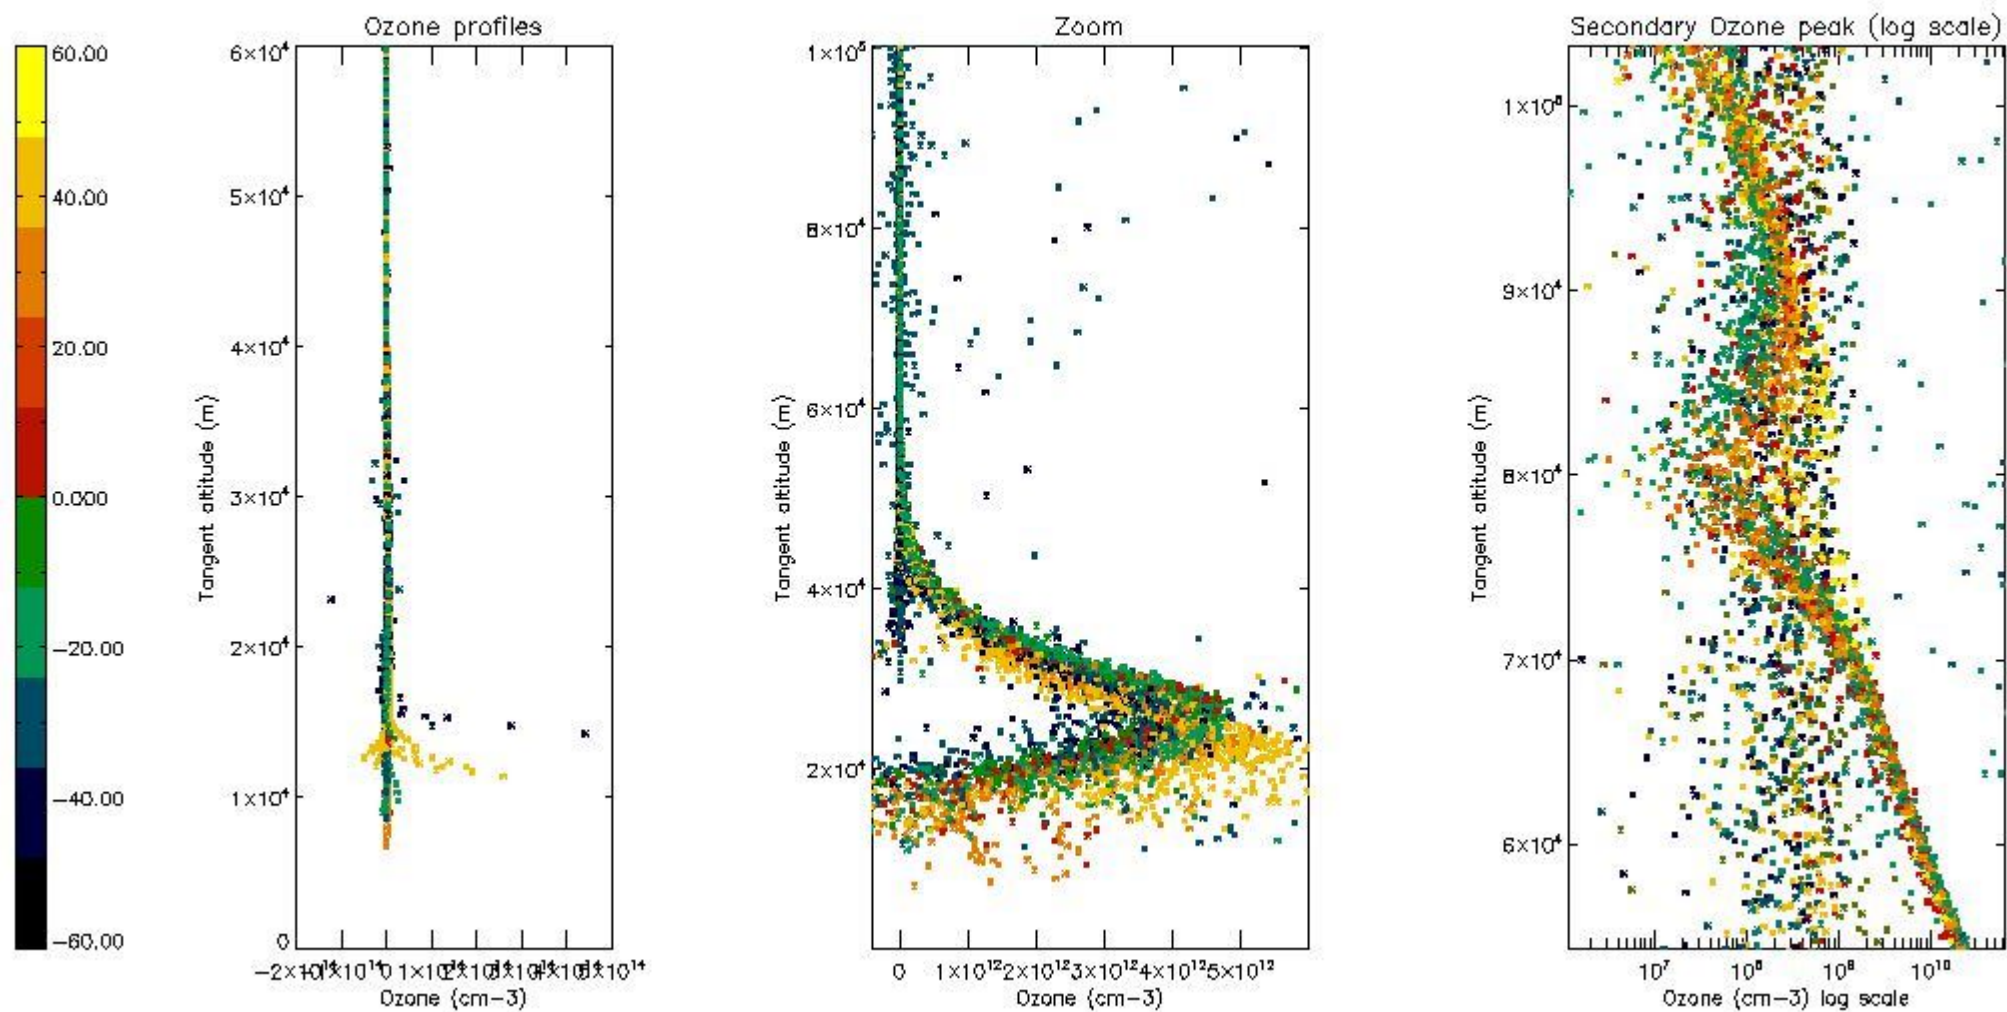 Ozone profiles
Zoom
Secondary Ozone peak (log scale)
60.00
40.00
20.00
0.00
-20.00
-40.00
-60.00
6×10⁴
5×10⁴
4×10⁴
3×10⁴
2×10⁴
1×10⁴
0
Tangent altitude (m)
Ozone (cm-3)
1×10⁵
8×10⁴
6×10⁴
4×10⁴
2×10⁴
Tangent altitude (m)
0 1×10¹² 2×10¹² 3×10¹² 4×10¹² 5×10¹²
Ozone (cm-3)
9×10⁴
8×10⁴
7×10⁴
6×10⁴
Tangent altitude (m)
10⁷ 10⁸ 10⁹ 10¹⁰
Ozone (cm-3) log scale